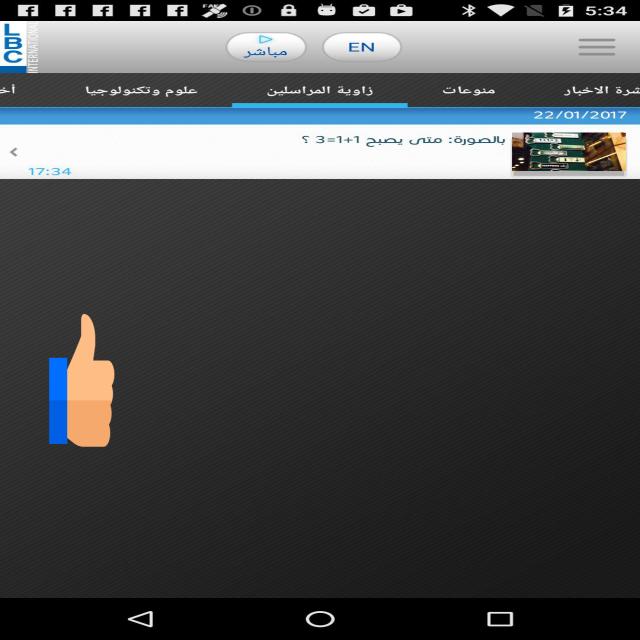 5:34
LBC
INTERNATIONAL
مباشر
EN
نشرة الاخبار
منوعات
زاوية المراسلين
علوم وتكنولوجيا
أخ
22/01/2017
بالصورة: متى يصبح 1+1=3 ؟
17:34